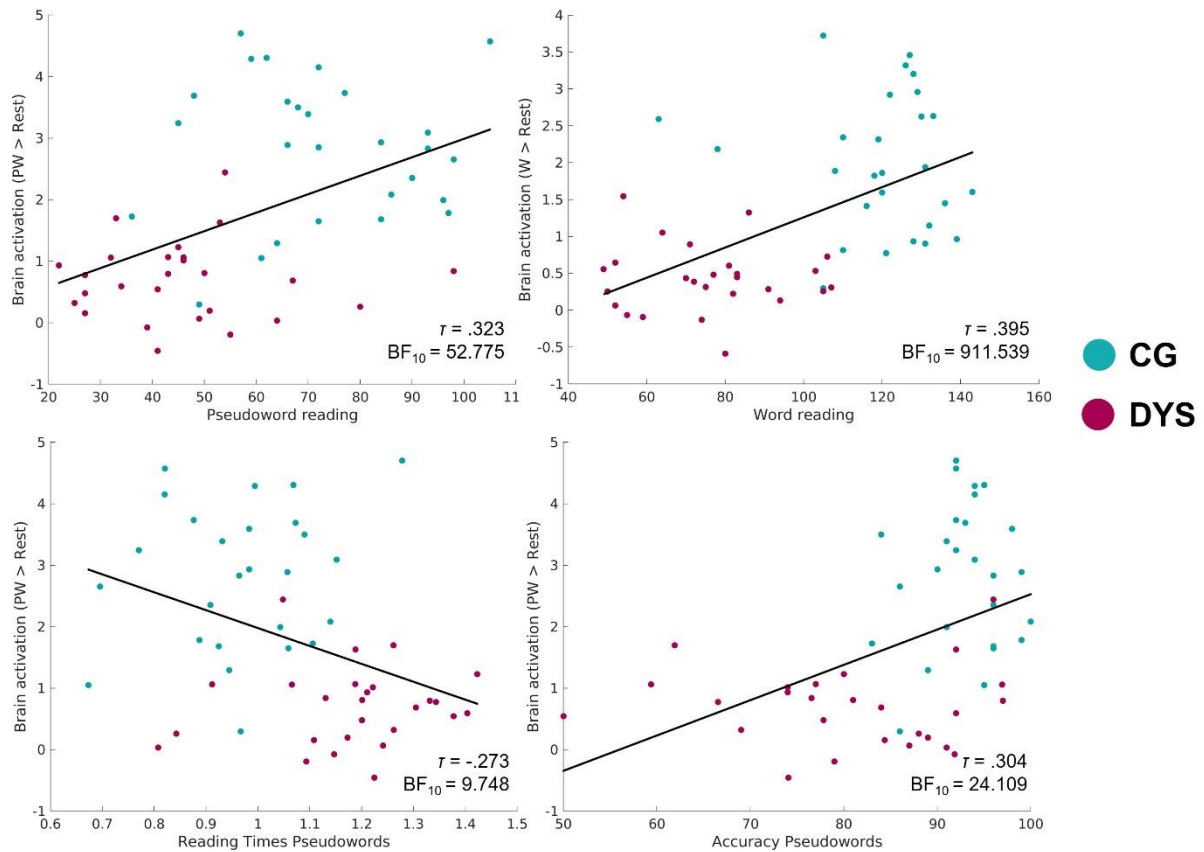 5
4
3
2
1
0
-1
20 30 40 50 60 70 80 90 100 11
Brain activation (PW > Rest)
Pseudoword reading
τ = .323
BF₁₀ = 52.775
4
3.5
3
2.5
2
1.5
1
0.5
0
-0.5
-1
40 60 80 100 120 140 160
Brain activation (W > Rest)
Word reading
τ = .395
BF₁₀ = 911.539
CG
DYS
5
4
3
2
1
0
-1
0.6 0.7 0.8 0.9 1 1.1 1.2 1.3 1.4 1.5
Brain activation (PW > Rest)
Reading Times Pseudowords
τ = -.273
BF₁₀ = 9.748
5
4
3
2
1
0
-1
50 60 70 80 90 100
Brain activation (PW > Rest)
Accuracy Pseudowords
τ = .304
BF₁₀ = 24.109